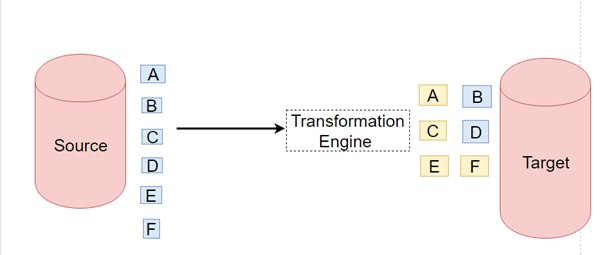 Source
A
B
C
D
E
F
Transformation
Engine
A B
C D
E F
Target